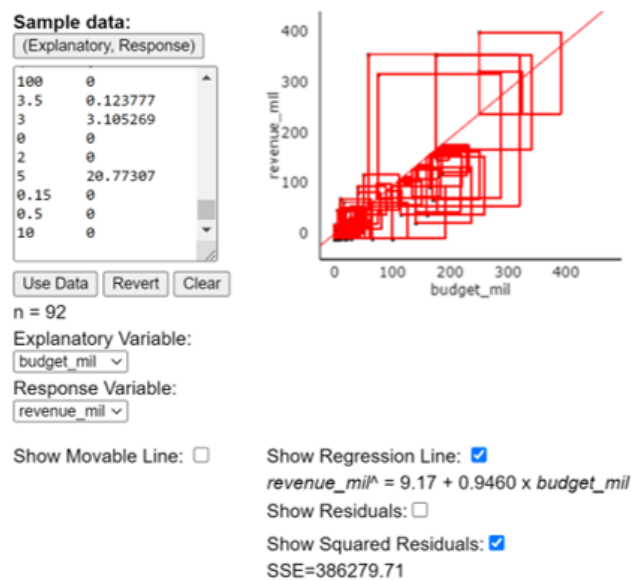 Sample data:
(Explanatory, Response)
100 0
3.5 0.123777
3 3.105269
0 0
2 0
5 20.77307
0.15 0
0.5 0
10 0
Use Data Revert Clear
n = 92
Explanatory Variable:
budget_mil
Response Variable:
revenue_mil
Show Movable Line:
400
300
200
100
0
revenue_mil
0 100 200 300 400
budget_mil
Show Regression Line:
revenue_mil^ = 9.17 + 0.9460 x budget_mil
Show Residuals:
Show Squared Residuals:
SSE=386279.71